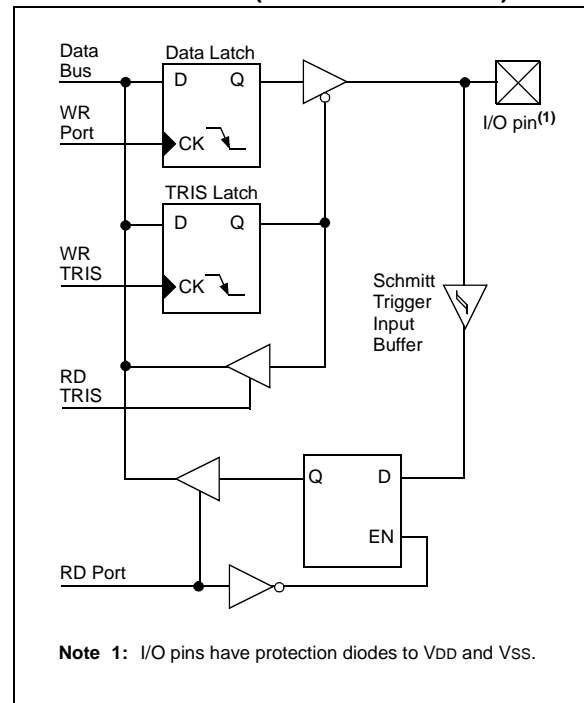 Data
Bus
Data Latch
D Q
WR
Port
CK
I/O pin(1)
TRIS Latch
D Q
WR
TRIS
CK
Schmitt
Trigger
Input
Buffer
RD
TRIS
Q D
EN
RD Port
Note 1: I/O pins have protection diodes to VDD and VSS.